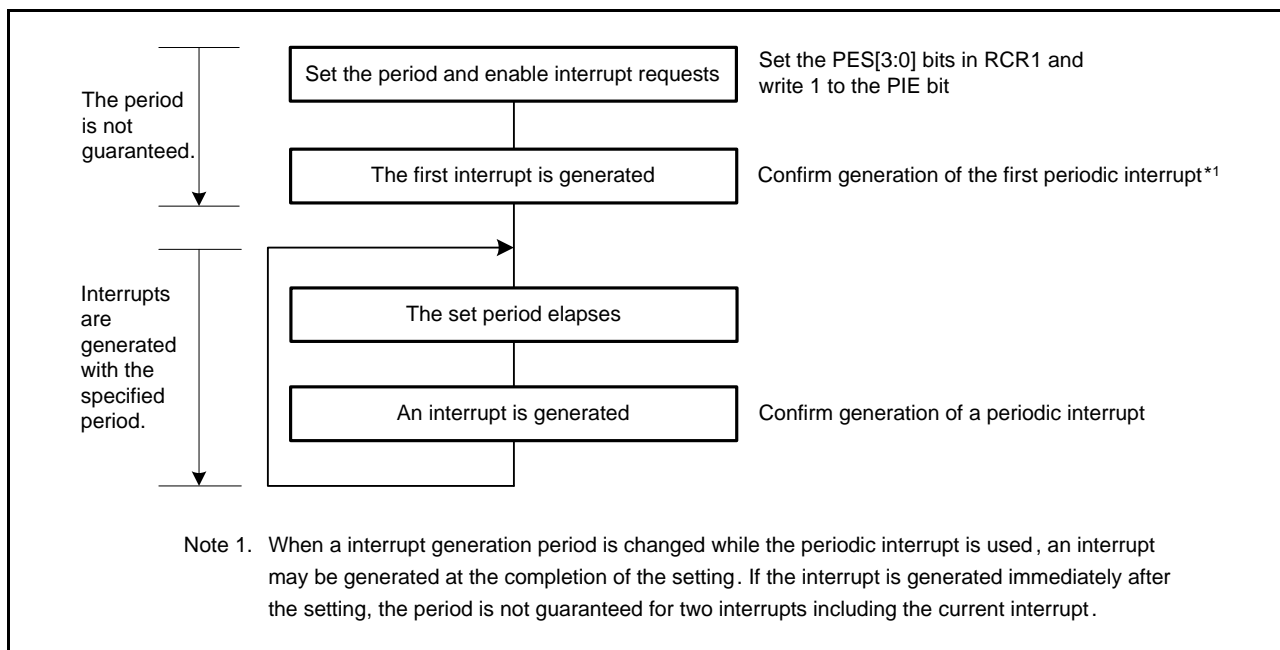 Set the period and enable interrupt requests
Set the PES[3:0] bits in RCR1 and
write 1 to the PIE bit
The period
is not
guaranteed.
The first interrupt is generated
Confirm generation of the first periodic interrupt*1
Interrupts
are
generated
with the
specified
period.
The set period elapses
An interrupt is generated
Confirm generation of a periodic interrupt
Note 1. When a interrupt generation period is changed while the periodic interrupt is used, an interrupt
may be generated at the completion of the setting. If the interrupt is generated immediately after
the setting, the period is not guaranteed for two interrupts including the current interrupt.